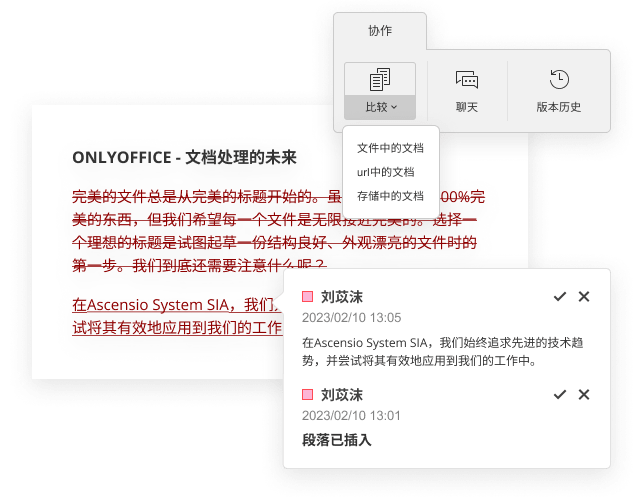 协作
比较
聊天
版本历史
文件中的文档
url中的文档
存储中的文档
ONLYOFFICE - 文档处理的未来
完美的文件总是从完美的标题开始的。虽 00%完
美的东西，但我们希望每一个文件是无限接近完美的。选择一
个理想的标题是试图起草一份结构良好、外观漂亮的文件时的
第一步。我们到底还需要注意什么呢？
在Ascensio System SIA，我们
试将其有效地应用到我们的工作
刘苡沫
2023/02/10 13:05
在Ascensio System SIA，我们始终追求先进的技术趋
势，并尝试将其有效地应用到我们的工作中。
刘苡沫
2023/02/10 13:01
段落已插入